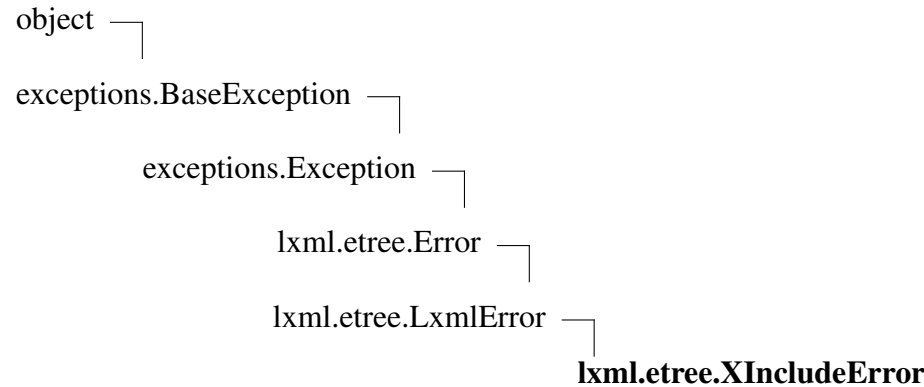 object
exceptions.BaseException
exceptions.Exception
lxml.etree.Error
lxml.etree.LxmlError
lxml.etree.XIncludeError